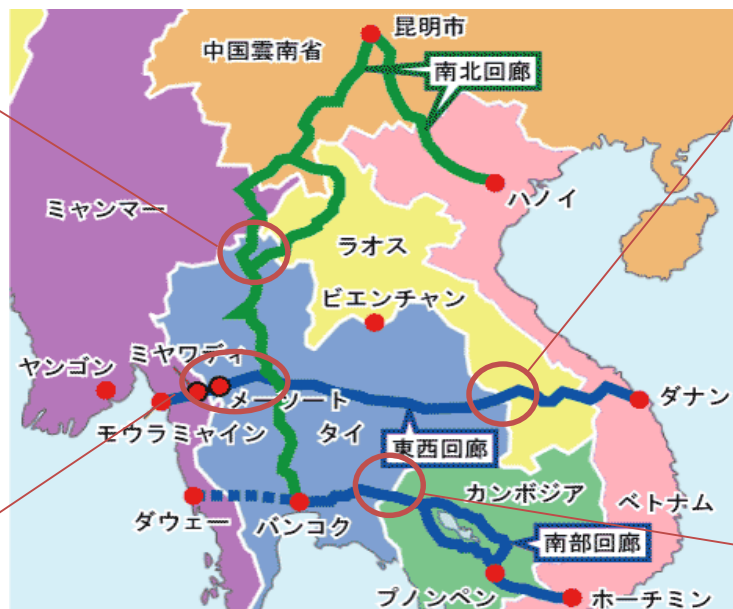 昆明市
中国雲南省
南北回廊
ハノイ
ミャンマー
ラオス
ビエンチャン
ミヤワディ
ヤンゴン
メーソート
ダナン
モウラミャイン
タイ
東西回廊
カンボジア
ベトナム
ダウェー
バンコク
南部回廊
プノンペン
ホーチミン